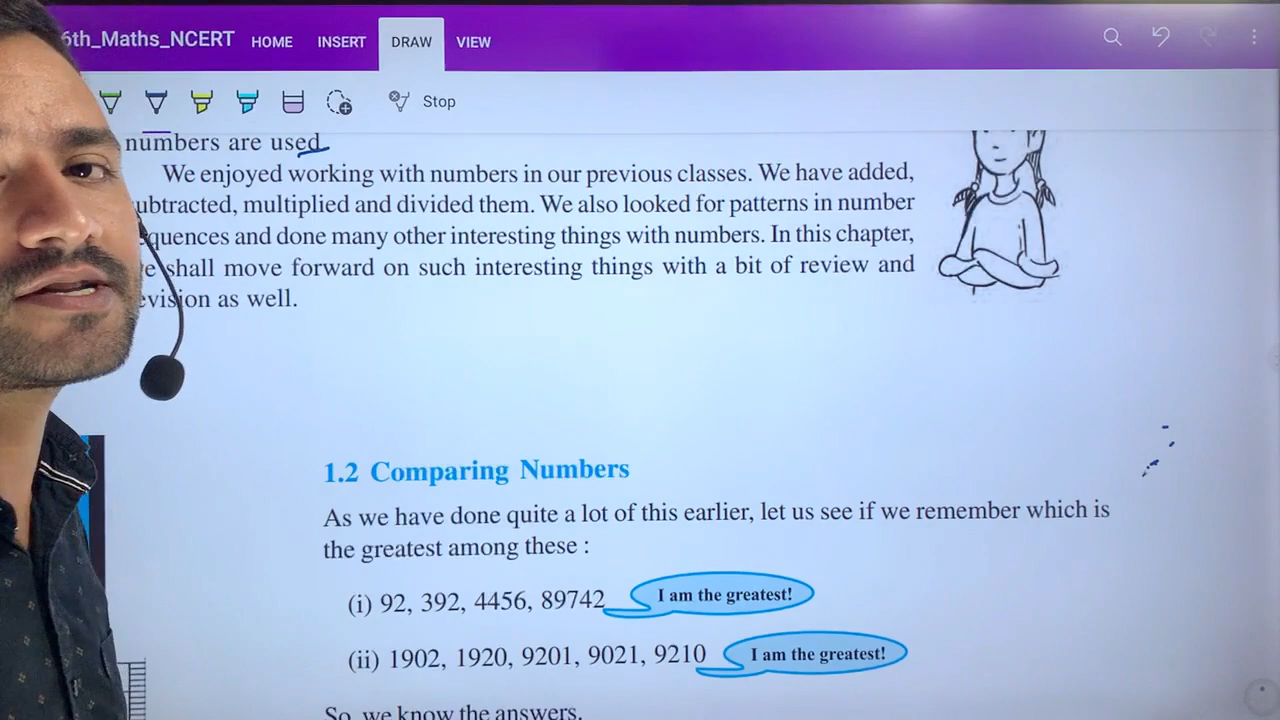 6th_Maths_NCERT HOME INSERT DRAW VIEW
Stop
numbers are used
We enjoyed working with numbers in our previous classes. We have added,
ubtracted, multiplied and divided them. We also looked for patterns in number
quences and done many other interesting things with numbers. In this chapter,
e shall move forward on such interesting things with a bit of review and
evision as well.
1.2 Comparing Numbers
As we have done quite a lot of this earlier, let us see if we remember which is
the greatest among these :
(i) 92, 392, 4456, 89742 I am the greatest!
(ii) 1902, 1920, 9201, 9021, 9210 I am the greatest!
So, we know the answers.